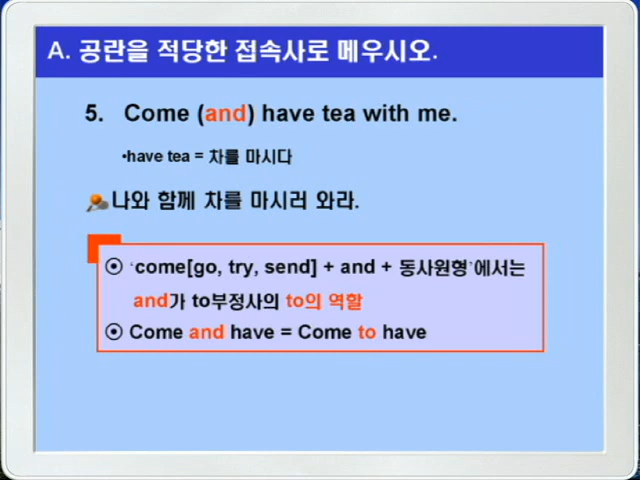 A. 공란을 적당한 접속사로 메우시오.
5. Come (and) have tea with me.
•have tea = 차를 마시다
나와 함께 차를 마시러 와라.
⊙ ‘come[go, try, send] + and + 동사원형’에서는
and가 to부정사의 to의 역할
⊙ Come and have = Come to have